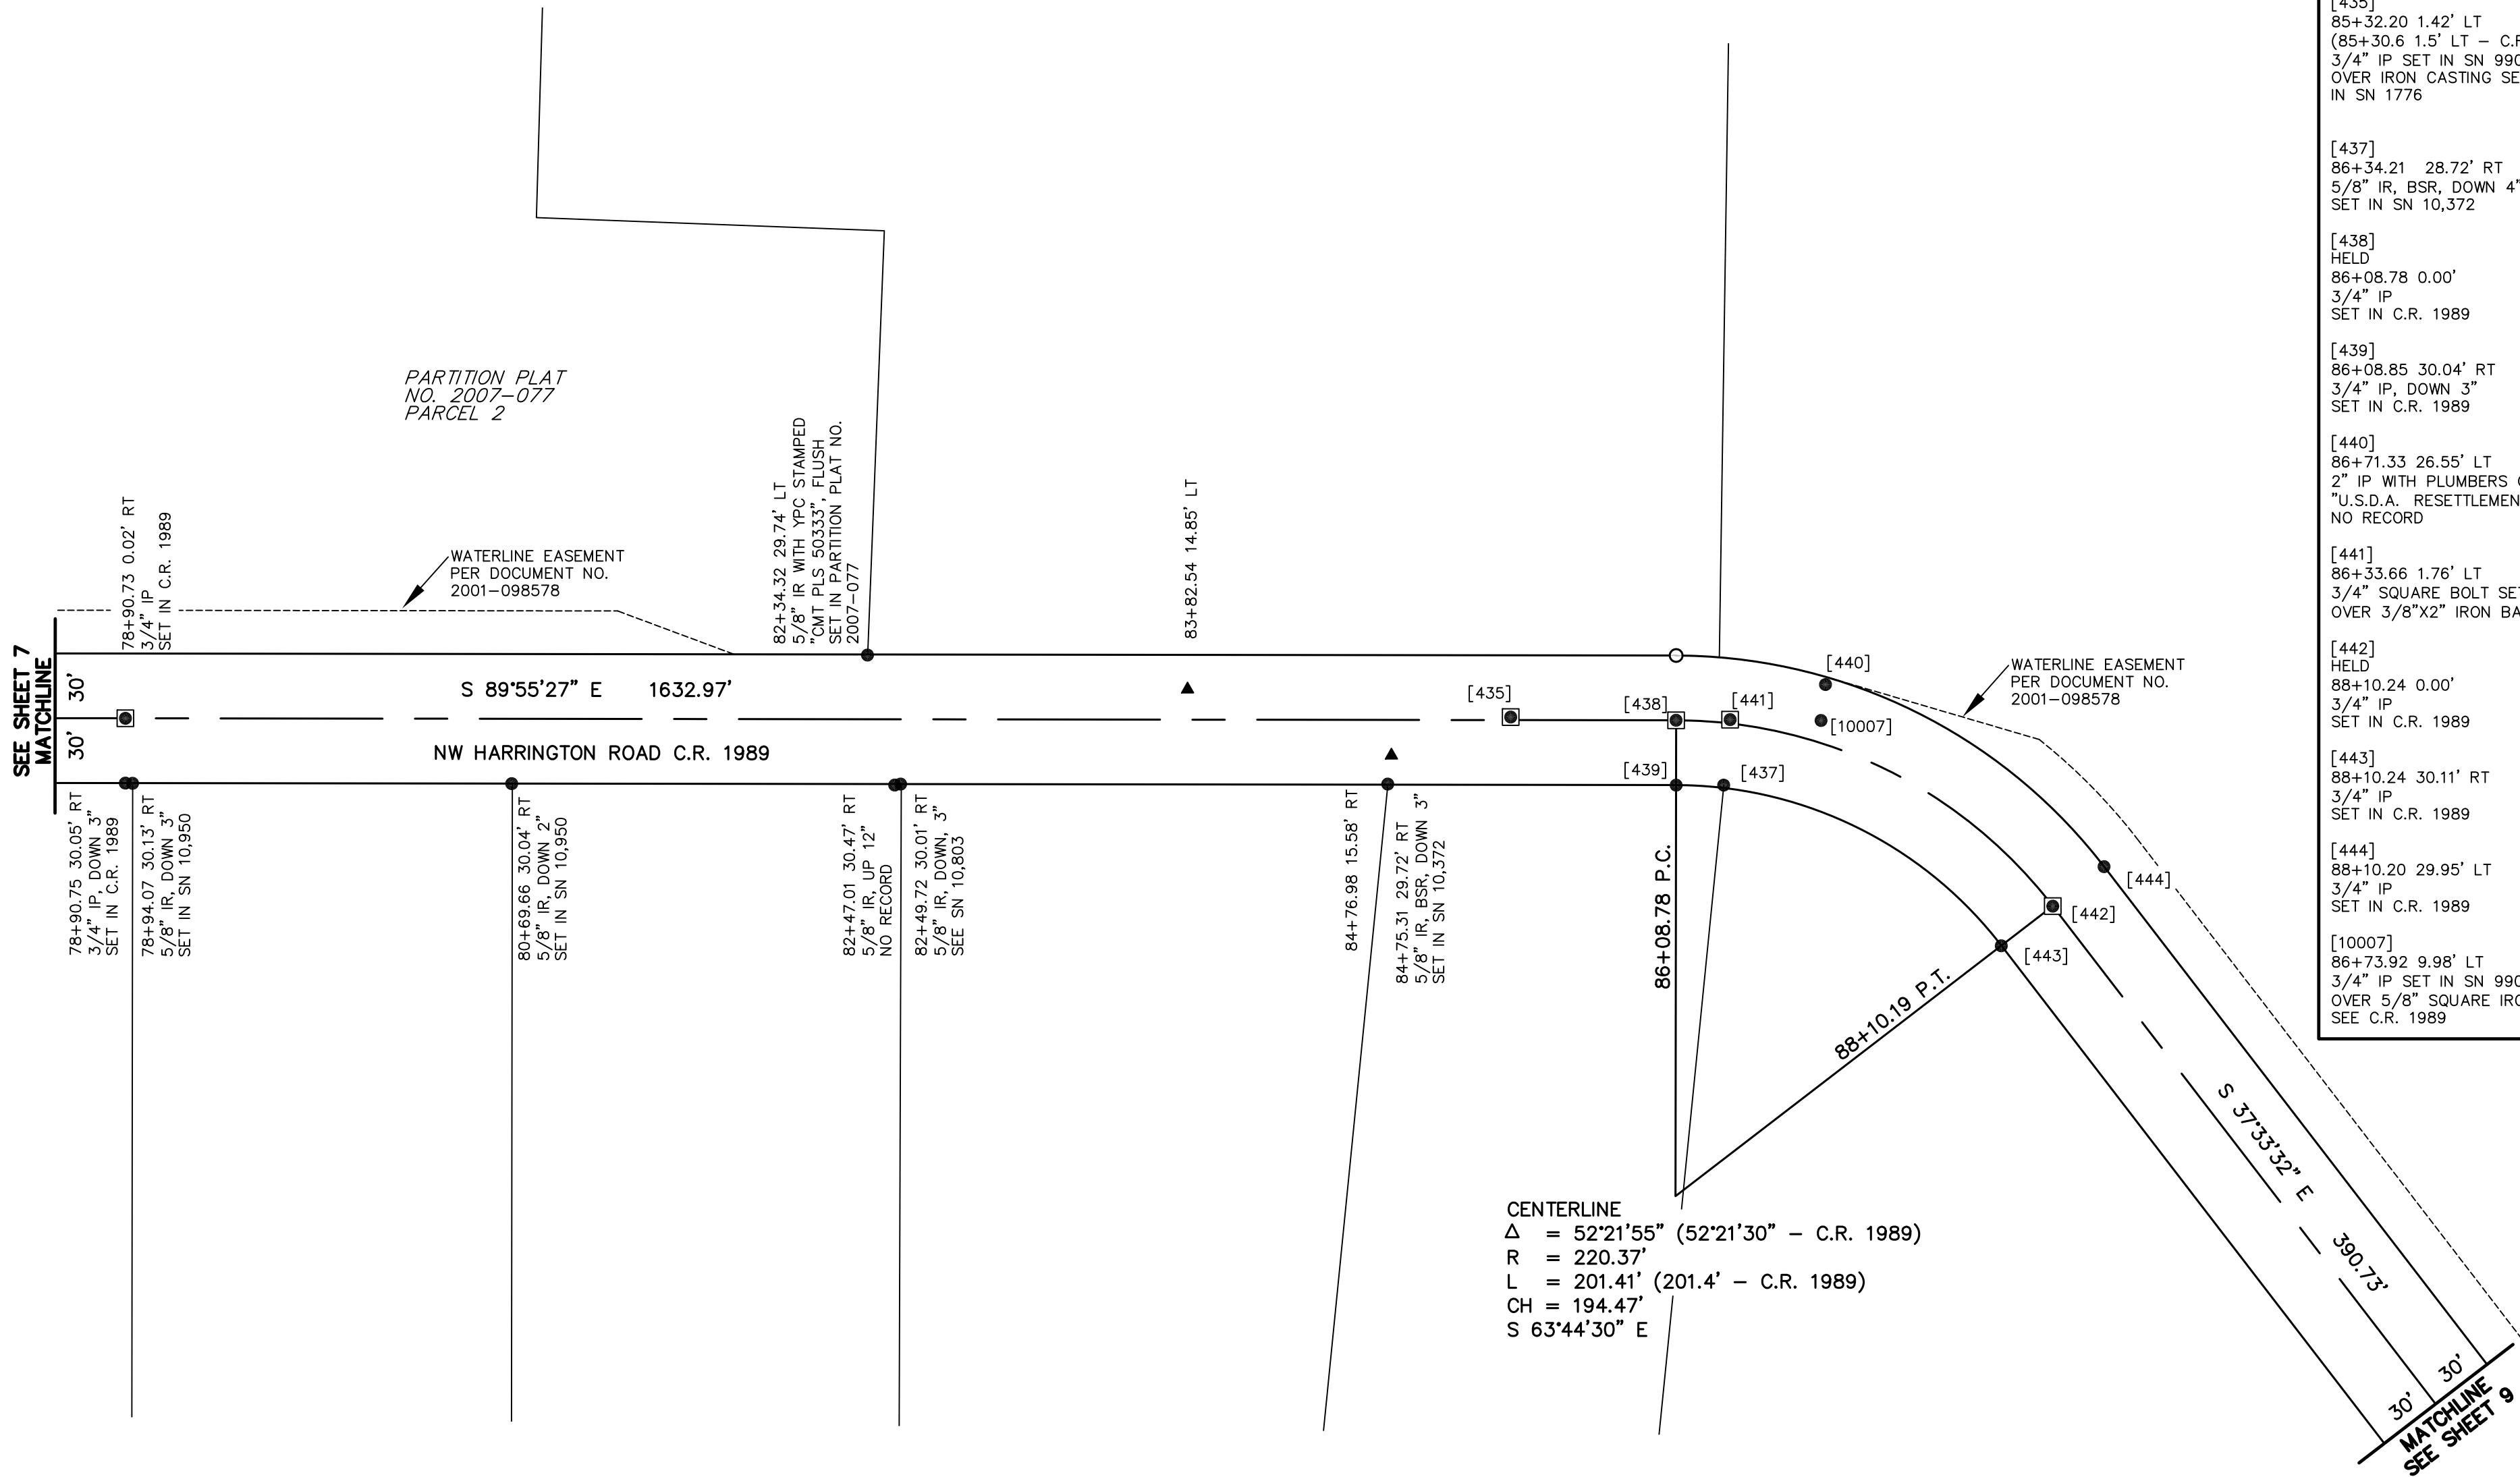 SEE SHEET 7
MATCHLINE
30'
30'
PARTITION PLAT
NO. 2007-077
PARCEL 2
78+90.73 0.02' RT
3/4" IP
SET IN C.R. 1989
WATERLINE EASEMENT
PER DOCUMENT NO.
2001-098578
82+34.32 29.74' LT
5/8" IR WITH YPC STAMPED
"CMT PLS 50333", FLUSH
SET IN PARTITION PLAT NO.
2007-077
83+82.54 14.85' LT
S 89°55'27" E 1632.97'
NW HARRINGTON ROAD C.R. 1989
[435]
[438]
[441]
[440]
[10007]
[439]
[437]
WATERLINE EASEMENT
PER DOCUMENT NO.
2001-098578
[444]
[442]
[443]
78+90.75 30.05' RT
3/4" IP, DOWN 3"
SET IN C.R. 1989
78+94.07 30.13' RT
5/8" IR, DOWN 3"
SET IN SN 10,950
80+69.66 30.04' RT
5/8" IR, DOWN 2"
SET IN SN 10,950
82+47.01 30.47' RT
5/8" IR, UP 12"
NO RECORD
82+49.72 30.01' RT
5/8" IR, DOWN, 3"
SEE SN 10,803
84+76.98 15.58' RT
84+75.31 29.72' RT
5/8" IR, BSR, DOWN 3"
SET IN SN 10,372
86+08.78 P.C.
88+10.19 P.T.
CENTERLINE
Δ = 52°21'55" (52°21'30" – C.R. 1989)
R = 220.37'
L = 201.41' (201.4' – C.R. 1989)
CH = 194.47'
S 63°44'30" E
S 37°33'32" E
390.73'
30'
30'
MATCHLINE
SEE SHEET 9
[435]
85+32.20 1.42' LT
(85+30.6 1.5' LT – C.
3/4" IP SET IN SN 990
OVER IRON CASTING SE
IN SN 1776
[437]
86+34.21 28.72' RT
5/8" IR, BSR, DOWN 4"
SET IN SN 10,372
[438]
HELD
86+08.78 0.00'
3/4" IP
SET IN C.R. 1989
[439]
86+08.85 30.04' RT
3/4" IP, DOWN 3"
SET IN C.R. 1989
[440]
86+71.33 26.55' LT
2" IP WITH PLUMBERS
"U.S.D.A. RESETTLEMEN
NO RECORD
[441]
86+33.66 1.76' LT
3/4" SQUARE BOLT SET
OVER 3/8"X2" IRON BA
[442]
HELD
88+10.24 0.00'
3/4" IP
SET IN C.R. 1989
[443]
88+10.24 30.11' RT
3/4" IP
SET IN C.R. 1989
[444]
88+10.20 29.95' LT
3/4" IP
SET IN C.R. 1989
[10007]
86+73.92 9.98' LT
3/4" IP SET IN SN 990
OVER 5/8" SQUARE IRO
SEE C.R. 1989